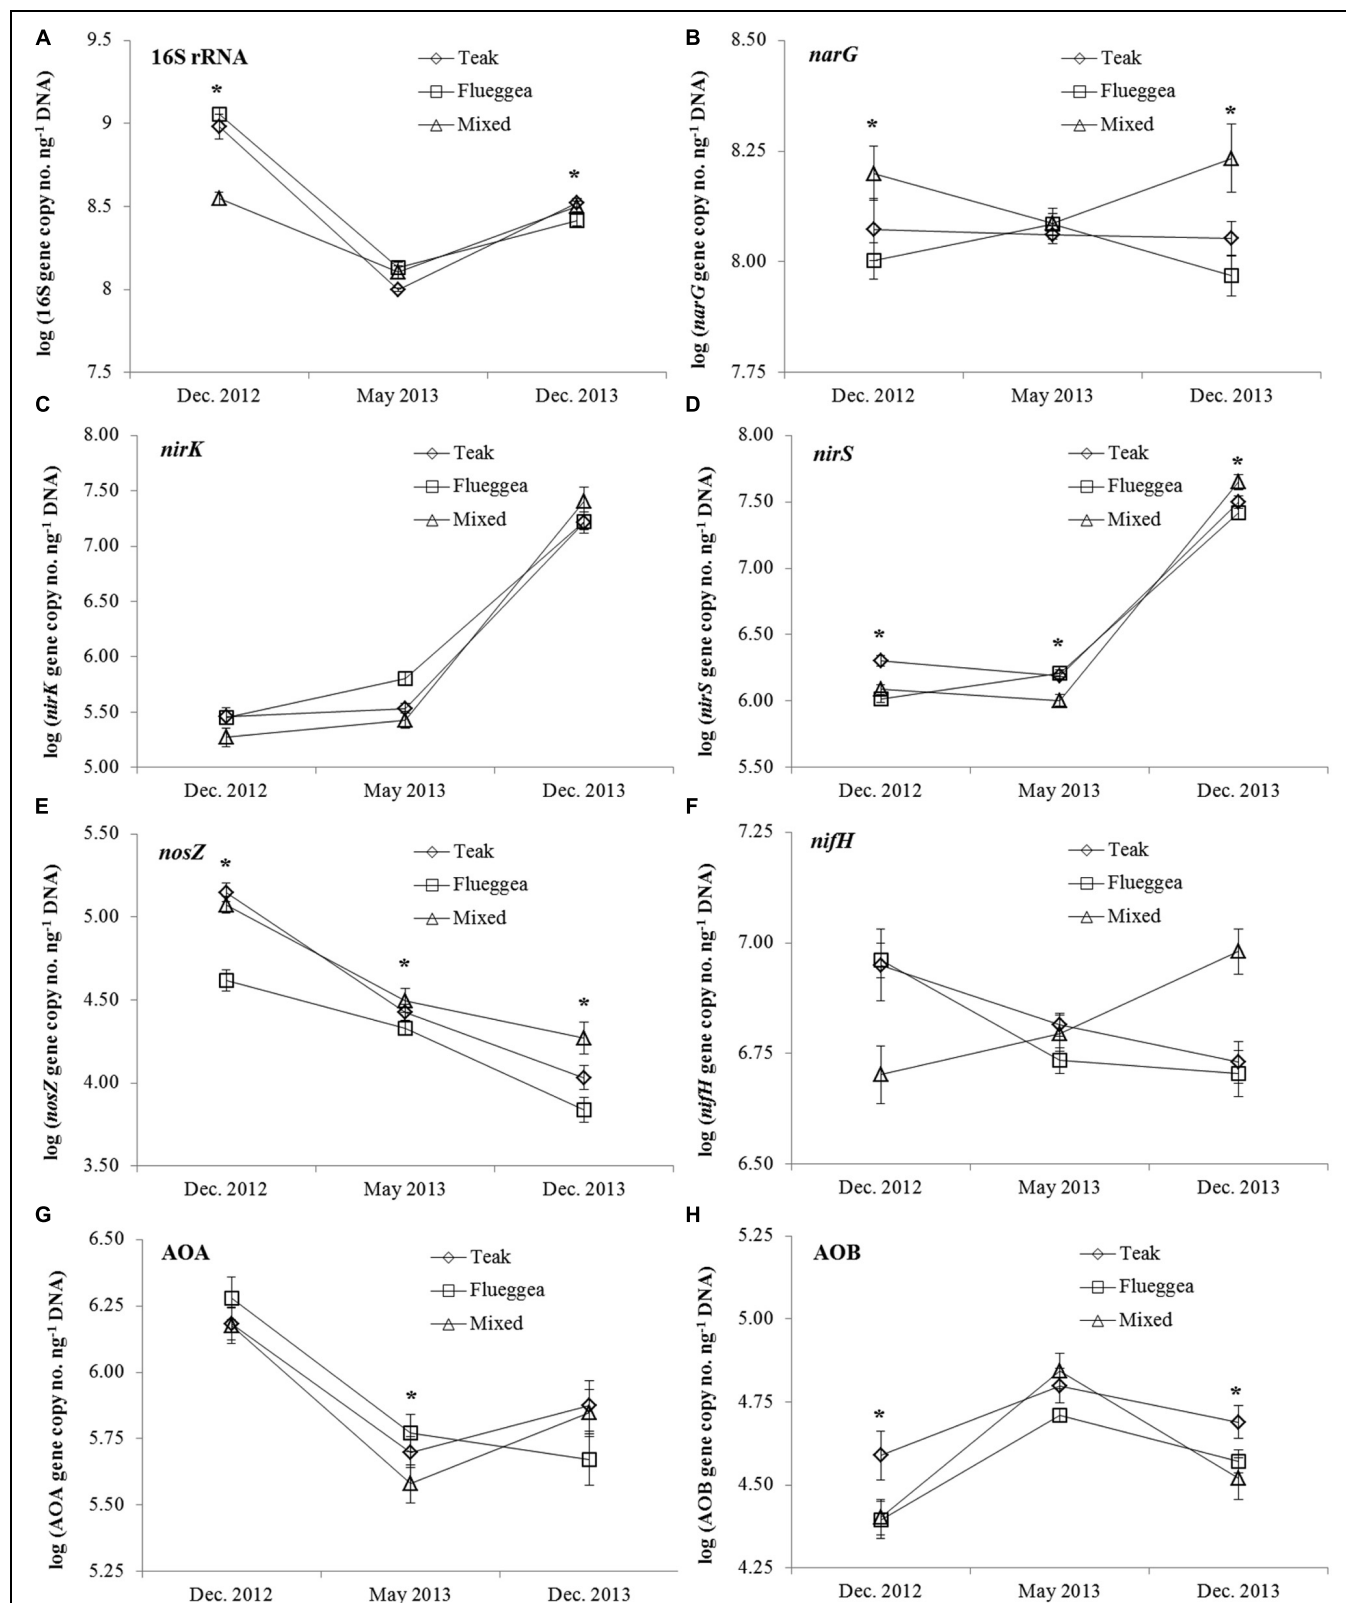 A
16S rRNA
log (16S gene copy no. ng-1 DNA)
9.5
9
8.5
8
7.5
*
*
Teak
Flueggea
Mixed
Dec. 2012
May 2013
Dec. 2013
B
narG
log (narG gene copy no. ng-1 DNA)
8.50
8.25
8.00
7.75
*
*
Teak
Flueggea
Mixed
Dec. 2012
May 2013
Dec. 2013
C
nirK
log (nirK gene copy no. ng-1 DNA)
8.00
7.50
7.00
6.50
6.00
5.50
5.00
Teak
Flueggea
Mixed
Dec. 2012
May 2013
Dec. 2013
D
nirS
log (nirS gene copy no. ng-1 DNA)
8.00
7.50
7.00
6.50
6.00
5.50
*
*
*
Teak
Flueggea
Mixed
Dec. 2012
May 2013
Dec. 2013
E
nosZ
log (nosZ gene copy no. ng-1 DNA)
5.50
5.00
4.50
4.00
3.50
*
*
*
Teak
Flueggea
Mixed
Dec. 2012
May 2013
Dec. 2013
F
nifH
log (nifH gene copy no. ng-1 DNA)
7.25
7.00
6.75
6.50
Teak
Flueggea
Mixed
Dec. 2012
May 2013
Dec. 2013
G
AOA
log (AOA gene copy no. ng-1 DNA)
6.50
6.25
6.00
5.75
5.50
5.25
*
Teak
Flueggea
Mixed
Dec. 2012
May 2013
Dec. 2013
H
AOB
log (AOB gene copy no. ng-1 DNA)
5.25
5.00
4.75
4.50
4.25
*
*
Teak
Flueggea
Mixed
Dec. 2012
May 2013
Dec. 2013